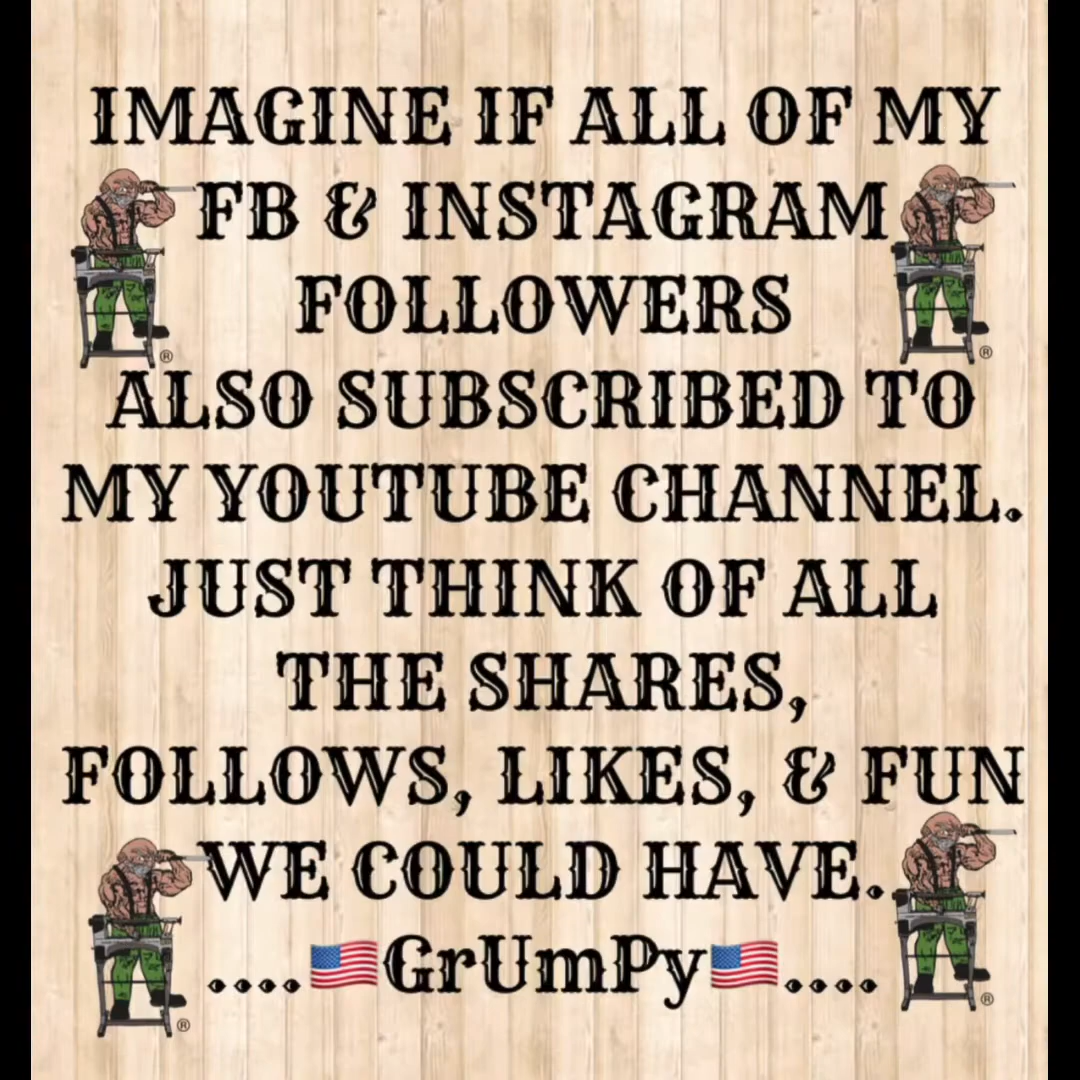 IMAGINE IF ALL OF MY
FB & INSTAGRAM
FOLLOWERS
ALSO SUBSCRIBED TO
MY YOUTUBE CHANNEL.
JUST THINK OF ALL
THE SHARES,
FOLLOWS, LIKES, & FUN
WE COULD HAVE.
....🇺🇸GrUmPy🇺🇸....
®
®
®
®